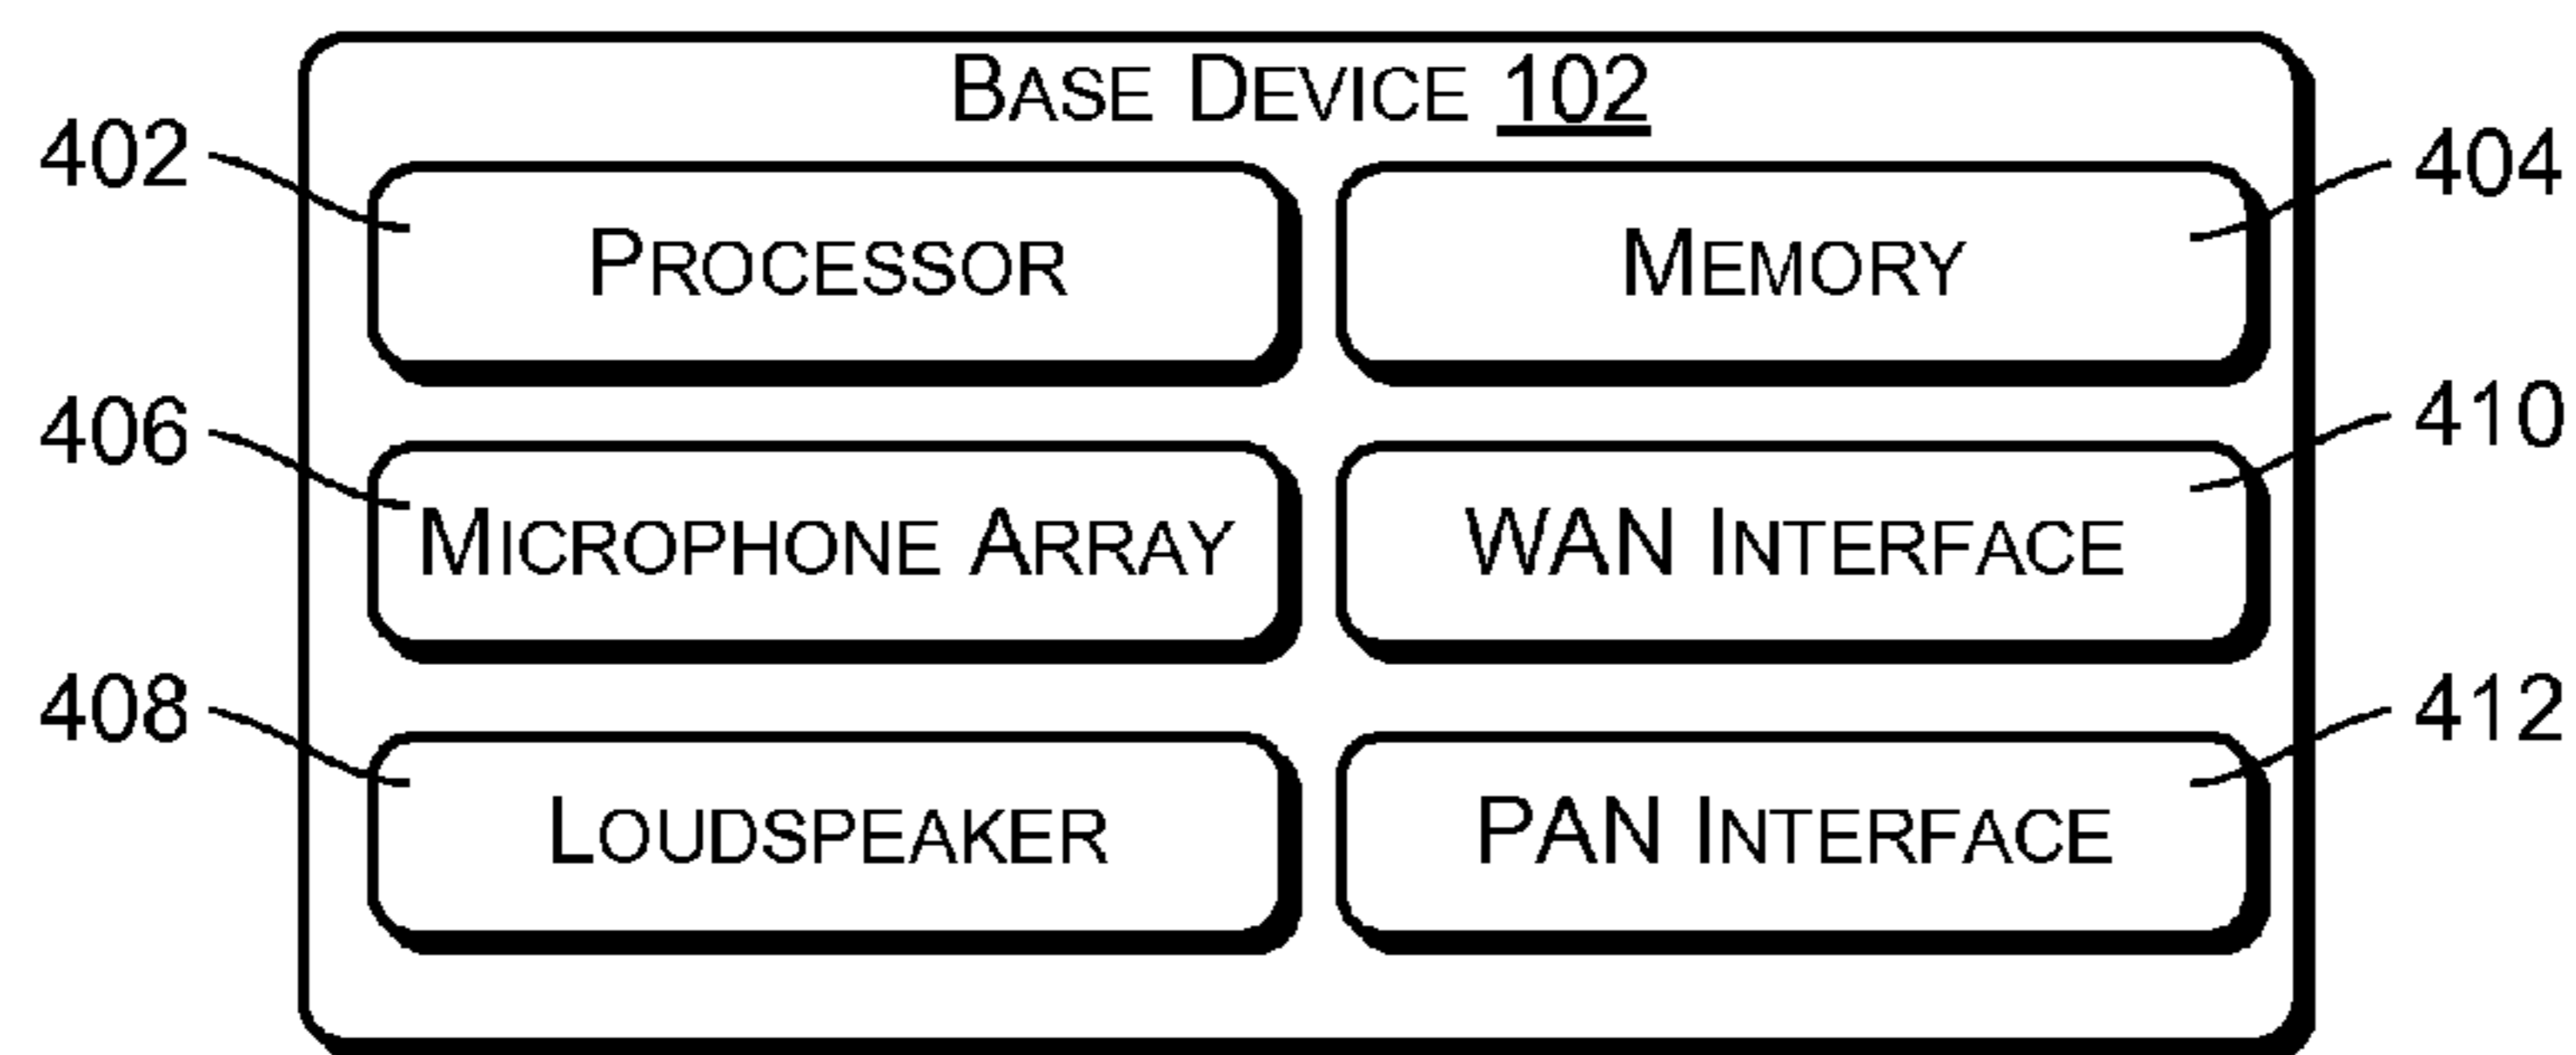 BASE DEVICE 102
402 PROCESSOR MEMORY 404
406 MICROPHONE ARRAY WAN INTERFACE 410
408 LOUDSPEAKER PAN INTERFACE 412